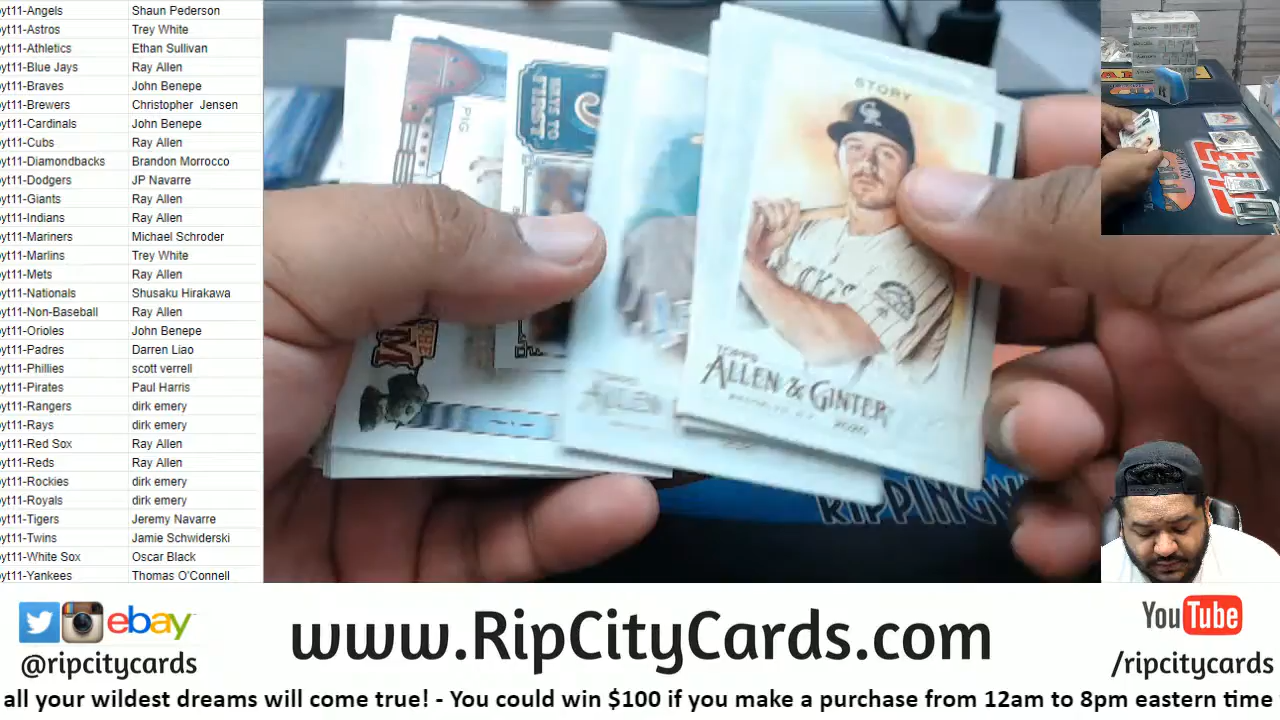 yt11-Angels Shaun Pederson
yt11-Astros Trey White
yt11-Athletics Ethan Sullivan
yt11-Blue Jays Ray Allen
yt11-Braves John Benepe
yt11-Brewers Christopher Jensen
yt11-Cardinals John Benepe
yt11-Cubs Ray Allen
yt11-Diamondbacks Brandon Morrocco
yt11-Dodgers JP Navarre
yt11-Giants Ray Allen
yt11-Indians Ray Allen
yt11-Mariners Michael Schroder
yt11-Marlins Trey White
yt11-Mets Ray Allen
yt11-Nationals Shusaku Hirakawa
yt11-Non-Baseball Ray Allen
yt11-Orioles John Benepe
yt11-Padres Darren Liao
yt11-Phillies scott verrell
yt11-Pirates Paul Harris
yt11-Rangers dirk emery
yt11-Rays dirk emery
yt11-Red Sox Ray Allen
yt11-Reds Ray Allen
yt11-Rockies dirk emery
yt11-Royals dirk emery
yt11-Tigers Jeremy Navarre
yt11-Twins Jamie Schwiderski
yt11-White Sox Oscar Black
yt11-Yankees Thomas O'Connell
STORY
TOPPS
ALLEN & GINTER
PIG
FIRST
ALLEN
RIPPINGW
ebay
@ripcitycards
www.RipCityCards.com
YouTube
/ripcitycards
all your wildest dreams will come true! - You could win $100 if you make a purchase from 12am to 8pm eastern time